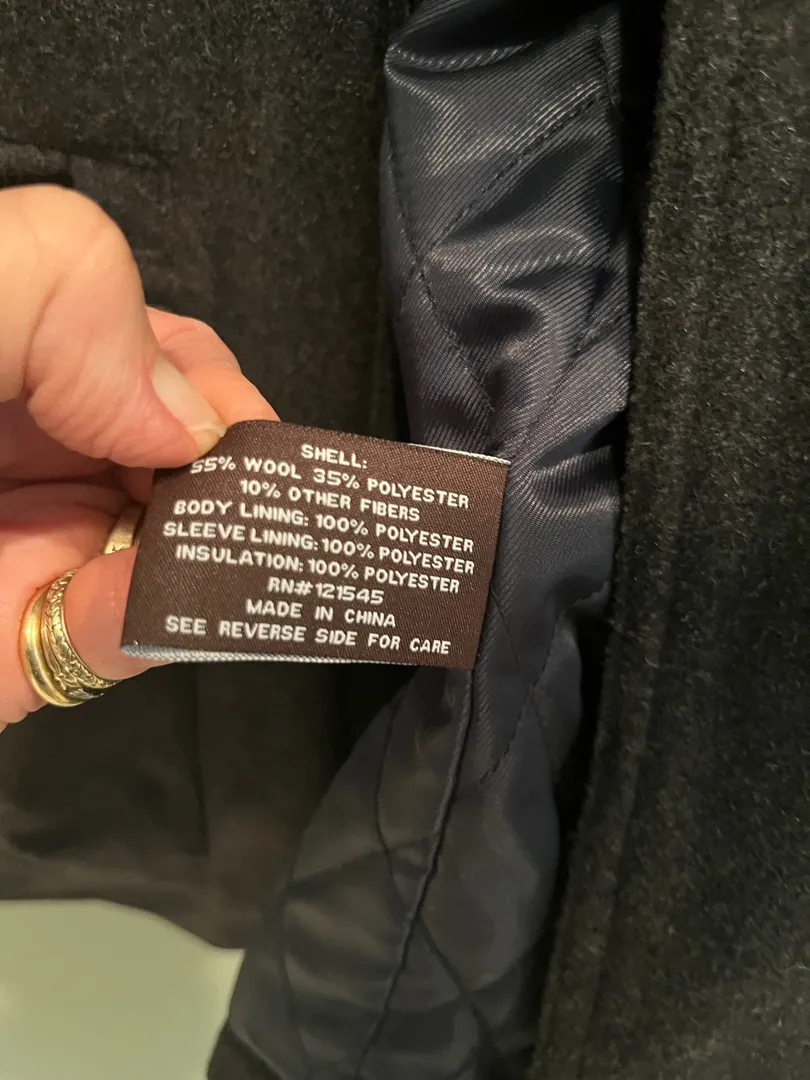 SHELL:
55% WOOL 35% POLYESTER
10% OTHER FIBERS
BODY LINING: 100% POLYESTER
SLEEVE LINING: 100% POLYESTER
INSULATION: 100% POLYESTER
RN# 121545
MADE IN CHINA
SEE REVERSE SIDE FOR CARE